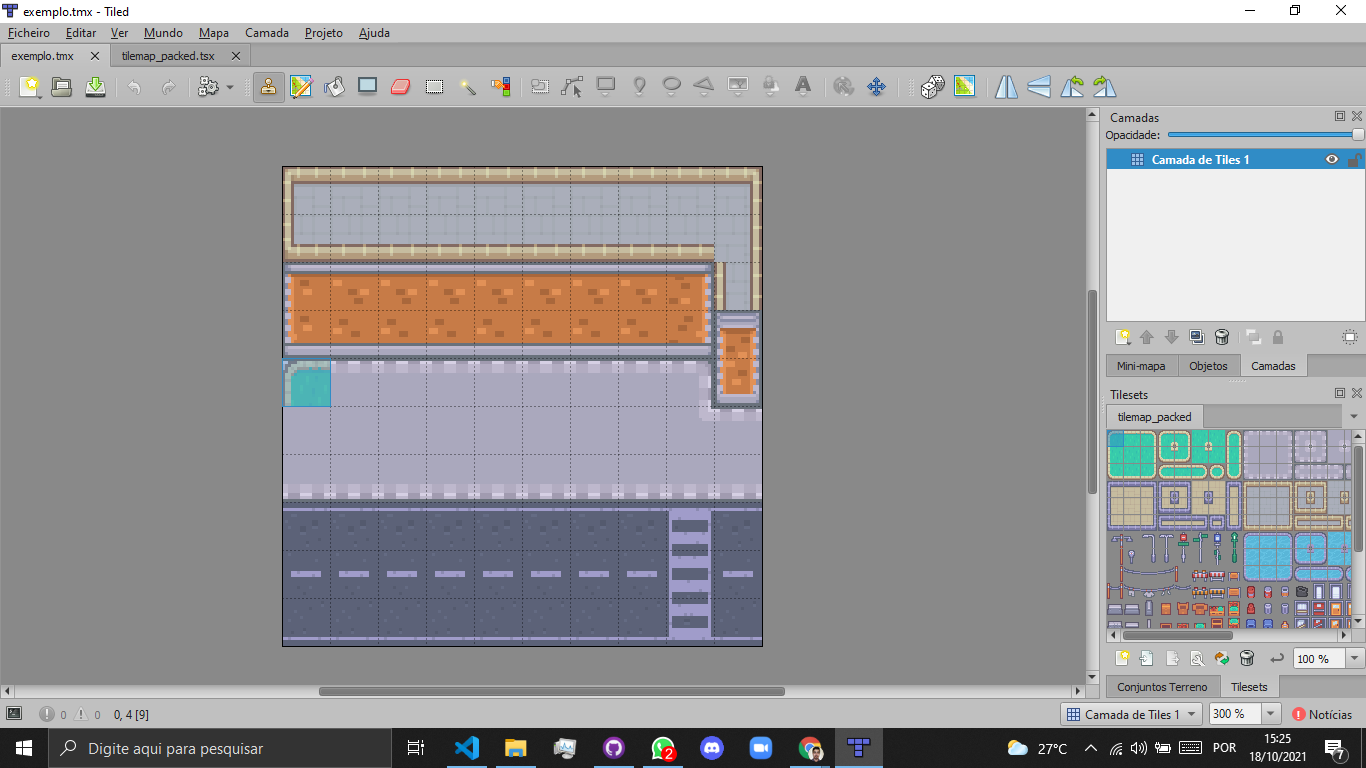 exemplo.tmx - Tiled
Ficheiro Editar Ver Mundo Mapa Camada Projeto Ajuda
exemplo.tmx tilemap_packed.tsx
Camadas
Opacidade:
Camada de Tiles 1
Mini-mapa Objetos Camadas
Tilesets
tilemap_packed
100 %
Conjuntos Terreno Tilesets
0 0 0, 4 [9] Camada de Tiles 1 300 % Notícias
Digite aqui para pesquisar 2 27°C POR 15:25
18/10/2021 7